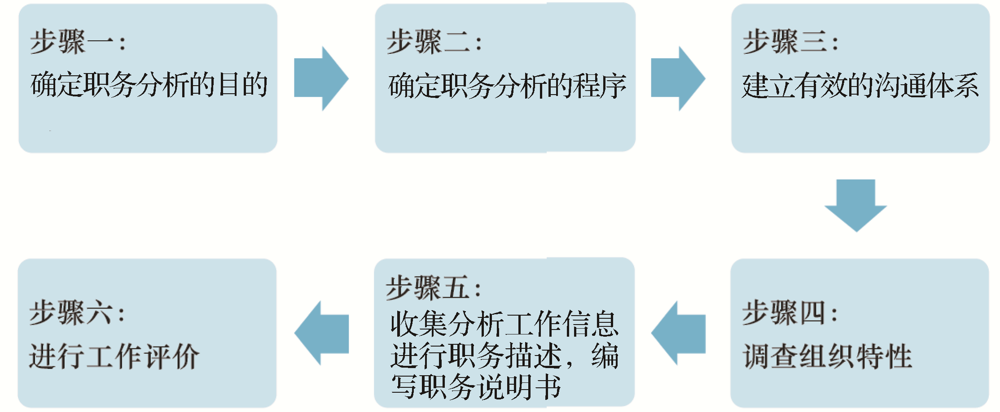 步骤一：
确定职务分析的目的
步骤二：
确定职务分析的程序
步骤三：
建立有效的沟通体系
步骤四：
调查组织特性
步骤五：
收集分析工作信息
进行职务描述，编
写职务说明书
步骤六：
进行工作评价